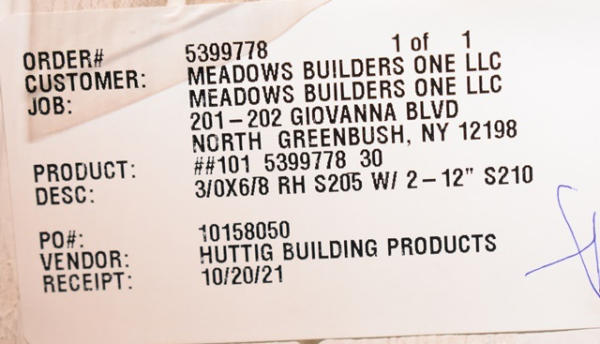 ORDER# 5399778 1 of 1
CUSTOMER: MEADOWS BUILDERS ONE LLC
JOB: MEADOWS BUILDERS ONE LLC
201-202 GIOVANNA BLVD
NORTH GREENBUSH, NY 12198
PRODUCT: ##101 5399778 30
DESC: 3/0X6/8 RH S205 W/ 2-12" S210
PO#: 10158050
VENDOR: HUTTIG BUILDING PRODUCTS
RECEIPT: 10/20/21